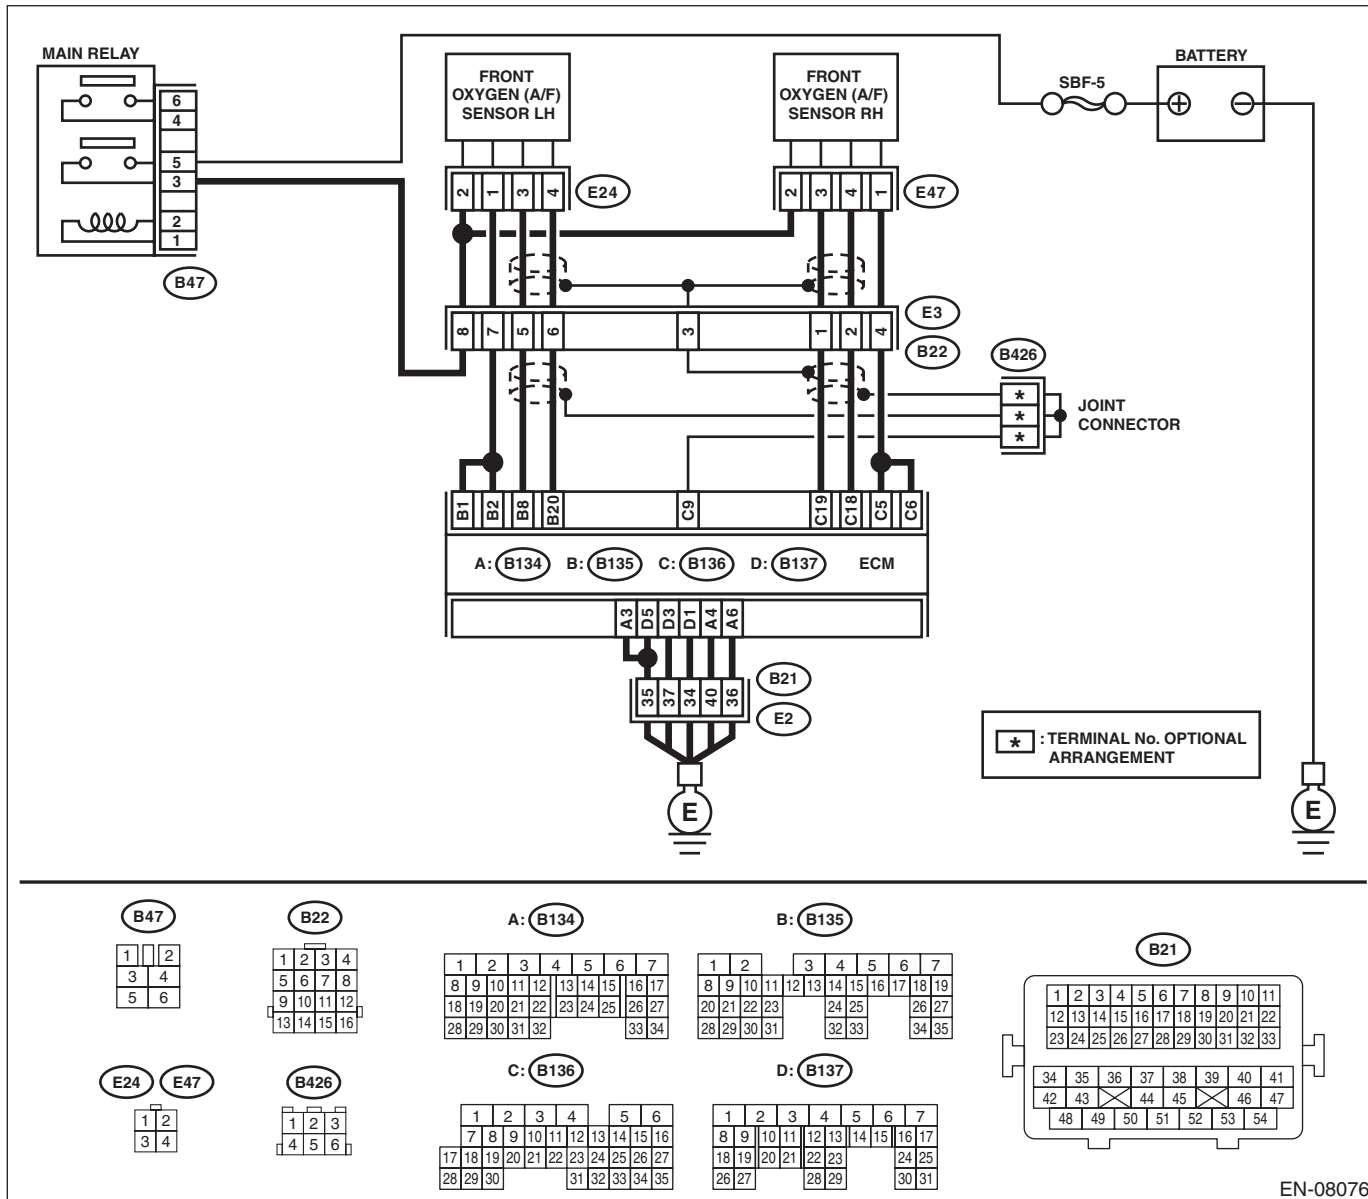 MAIN RELAY
6
4
5
3
2
1
B47
FRONT
OXYGEN (A/F)
SENSOR LH
2 1 3 4
E24
FRONT
OXYGEN (A/F)
SENSOR RH
2 3 4 1
E47
SBF-5
BATTERY
+ −
8 7 5 6 3 1 2 4
E3
B22
B426
*
*
*
JOINT
CONNECTOR
B1 B2 B8 B20 C9 C19 C18 C5 C6
A: B134 B: B135 C: B136 D: B137 ECM
A3 D5 D3 D1 A4 A6
35 37 34 40 36
B21
E2
E
* : TERMINAL No. OPTIONAL
ARRANGEMENT
E
B47
1 2
3 4
5 6
B22
1 2 3 4
5 6 7 8
9 10 11 12
13 14 15 16
A: B134
1 2 3 4 5 6 7
8 9 10 11 12 13 14 15 16 17
18 19 20 21 22 23 24 25 26 27
28 29 30 31 32 33 34
B: B135
1 2 3 4 5 6 7
8 9 10 11 12 13 14 15 16 17 18 19
20 21 22 23 24 25 26 27
28 29 30 31 32 33 34 35
B21
1 2 3 4 5 6 7 8 9 10 11
12 13 14 15 16 17 18 19 20 21 22
23 24 25 26 27 28 29 30 31 32 33
34 35 36 37 38 39 40 41
42 43 44 45 46 47
48 49 50 51 52 53 54
E24 E47
1 2
3 4
B426
1 2 3
4 5 6
C: B136
1 2 3 4 5 6
7 8 9 10 11 12 13 14 15 16
17 18 19 20 21 22 23 24 25 26 27
28 29 30 31 32 33 34 35
D: B137
1 2 3 4 5 6 7
8 9 10 11 12 13 14 15 16 17
18 19 20 21 22 23 24 25
26 27 28 29 30 31
EN-08076